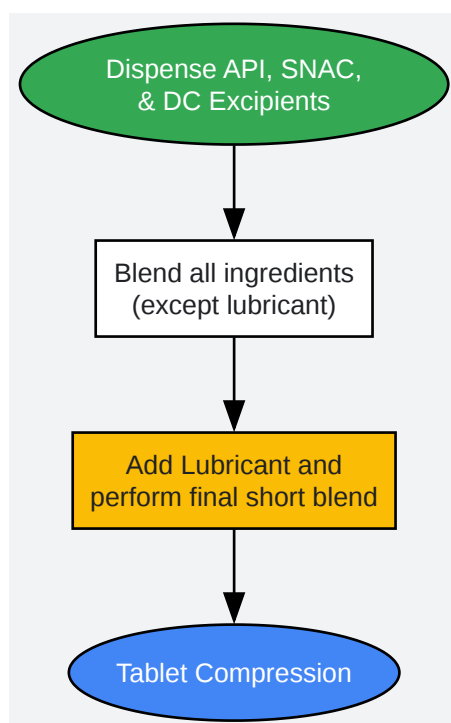 Dispense API, SNAC,
& DC Excipients
Blend all ingredients
(except lubricant)
Add Lubricant and
perform final short blend
Tablet Compression